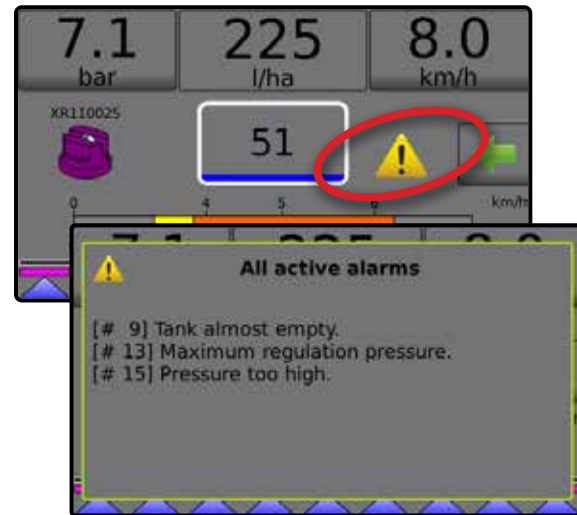 7.1 225 8.0
bar l/ha km/h
XR110025
51
0 4 5 6 km/h
All active alarms
[# 9] Tank almost empty.
[# 13] Maximum regulation pressure.
[# 15] Pressure too high.